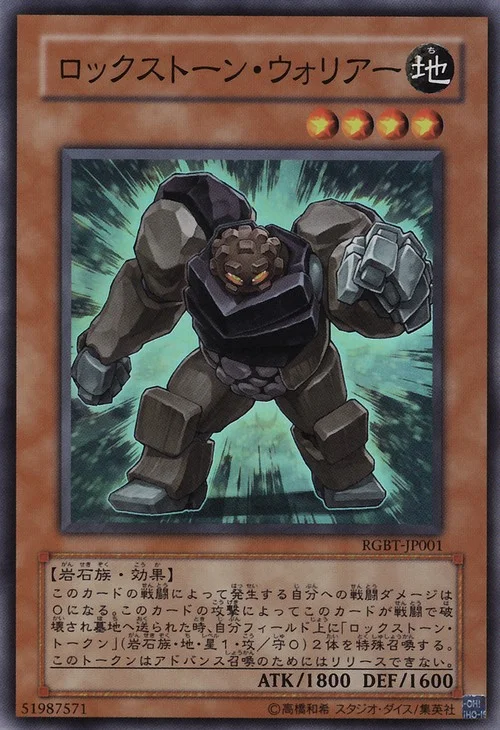 ロックストーン・ウォリアー
地
RGBT-JP001
【岩石族・効果】
このカードの戦闘によって発生する自分への戦闘ダメージは
０になる。このカードの攻撃によってこのカードが戦闘で破
壊され墓地へ送られた時、自分フィールド上に「ロックストーン・
トークン」(岩石族・地・星１・攻／守０)２体を特殊召喚する。
このトークンはアドバンス召喚のためにはリリースできない。
ATK/1800 DEF/1600
51987571 ©高橋和希 スタジオ・ダイス/集英社